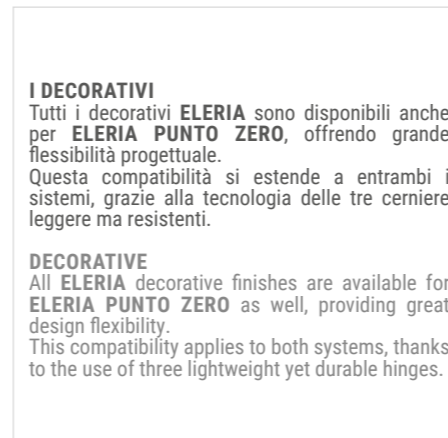 I DECORATIVI
Tutti i decorativi ELERIA sono disponibili anche
per ELERIA PUNTO ZERO, offrendo grande
flessibilità progettuale.
Questa compatibilità si estende a entrambi i
sistemi, grazie alla tecnologia delle tre cerniere
leggere ma resistenti.
DECORATIVE
All ELERIA decorative finishes are available for
ELERIA PUNTO ZERO as well, providing great
design flexibility.
This compatibility applies to both systems, thanks
to the use of three lightweight yet durable hinges.